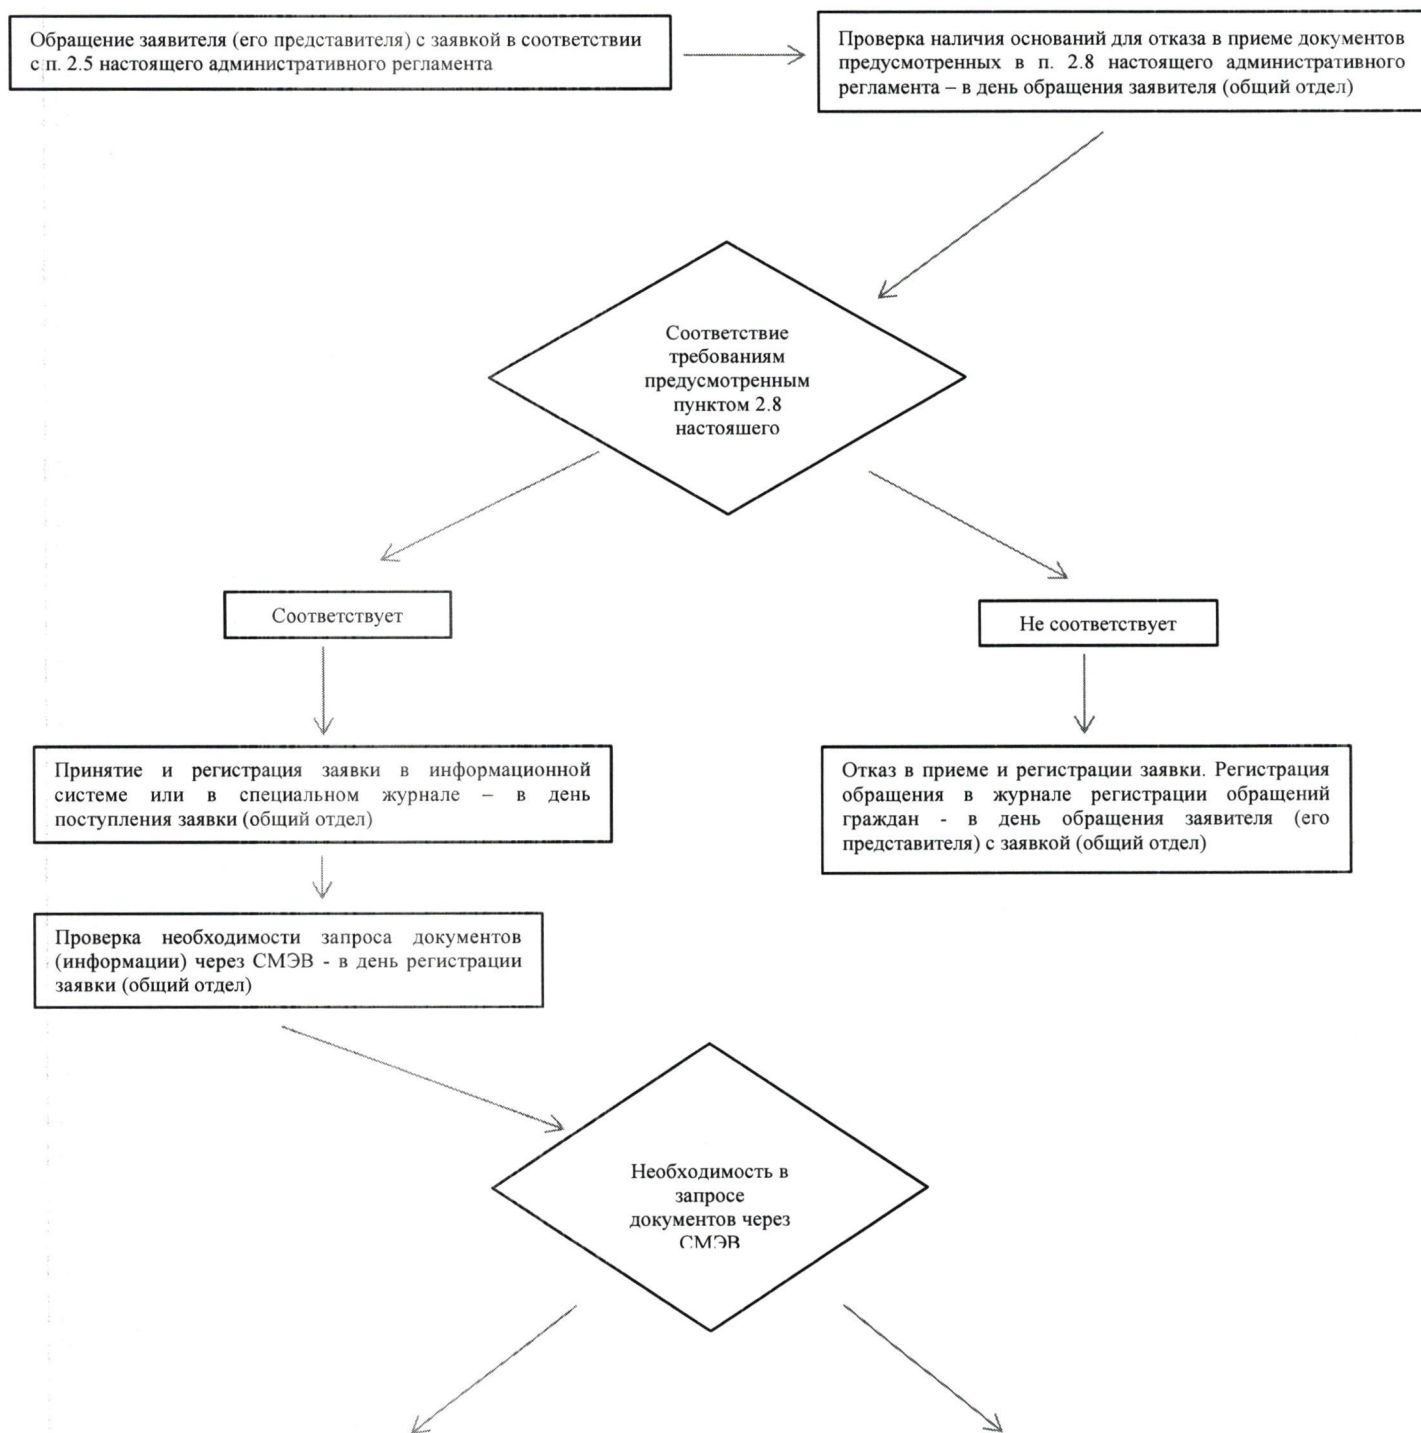 Обращение заявителя (его представителя) с заявкой в соответствии
с п. 2.5 настоящего административного регламента
Проверка наличия оснований для отказа в приеме документов
предусмотренных в п. 2.8 настоящего административного
регламента – в день обращения заявителя (общий отдел)
Соответствие
требованиям
предусмотренным
пунктом 2.8
настоящего
Соответствует
Не соответствует
Принятие и регистрация заявки в информационной
системе или в специальном журнале – в день
поступления заявки (общий отдел)
Отказ в приеме и регистрации заявки. Регистрация
обращения в журнале регистрации обращений
граждан - в день обращения заявителя (его
представителя) с заявкой (общий отдел)
Проверка необходимости запроса документов
(информации) через СМЭВ - в день регистрации
заявки (общий отдел)
Необходимость в
запросе
документов через
СМЭВ